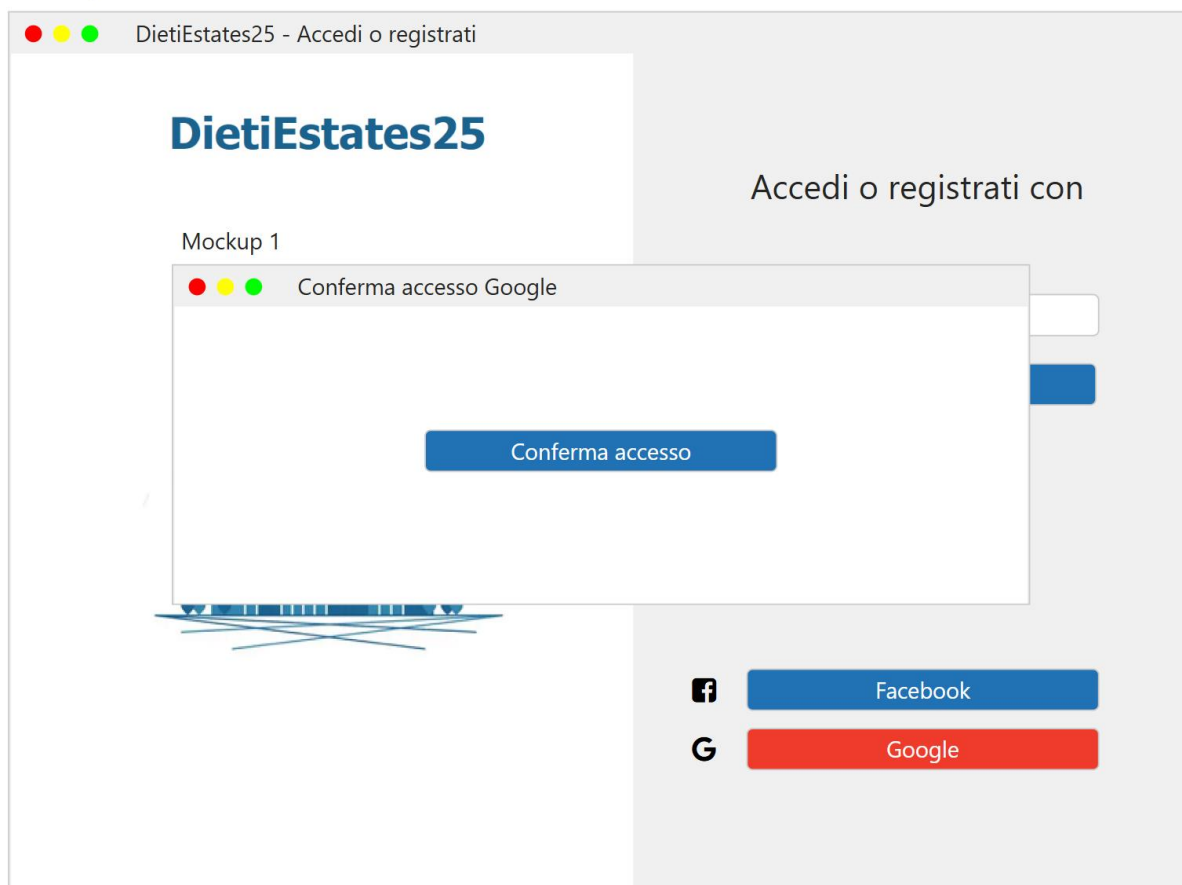 DietiEstates25 - Accedi o registrati
DietiEstates25
Accedi o registrati con
Mockup 1
Conferma accesso Google
Conferma accesso
Facebook
G
Google